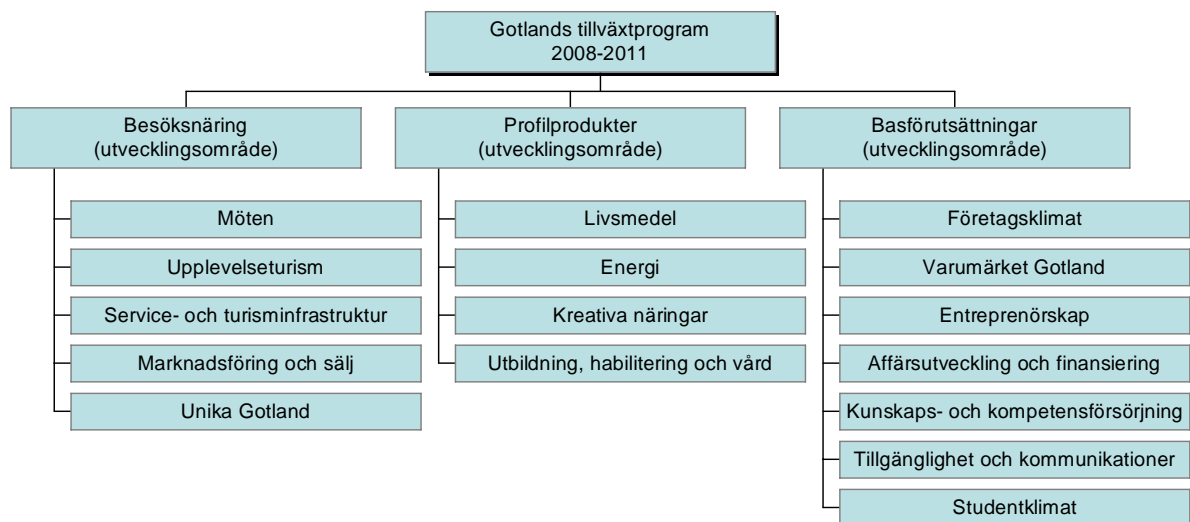 Gotlands tillväxtprogram
2008-2011
Besöksnäring
(utvecklingsområde)
Möten
Upplevelseturism
Service- och turisminfrastruktur
Marknadsföring och sälj
Unika Gotland
Profilprodukter
(utvecklingsområde)
Livsmedel
Energi
Kreativa näringar
Utbildning, habilitering och vård
Basförutsättningar
(utvecklingsområde)
Företagsklimat
Varumärket Gotland
Entreprenörskap
Affärsutveckling och finansiering
Kunskaps- och kompetensförsörjning
Tillgänglighet och kommunikationer
Studentklimat